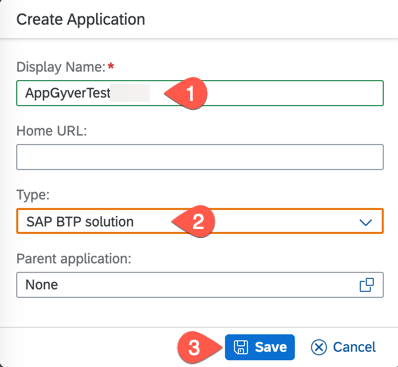 Create Application
Display Name:*
AppGyverTest
1
Home URL:
Type:
SAP BTP solution
2
Parent application:
None
3
Save
Cancel